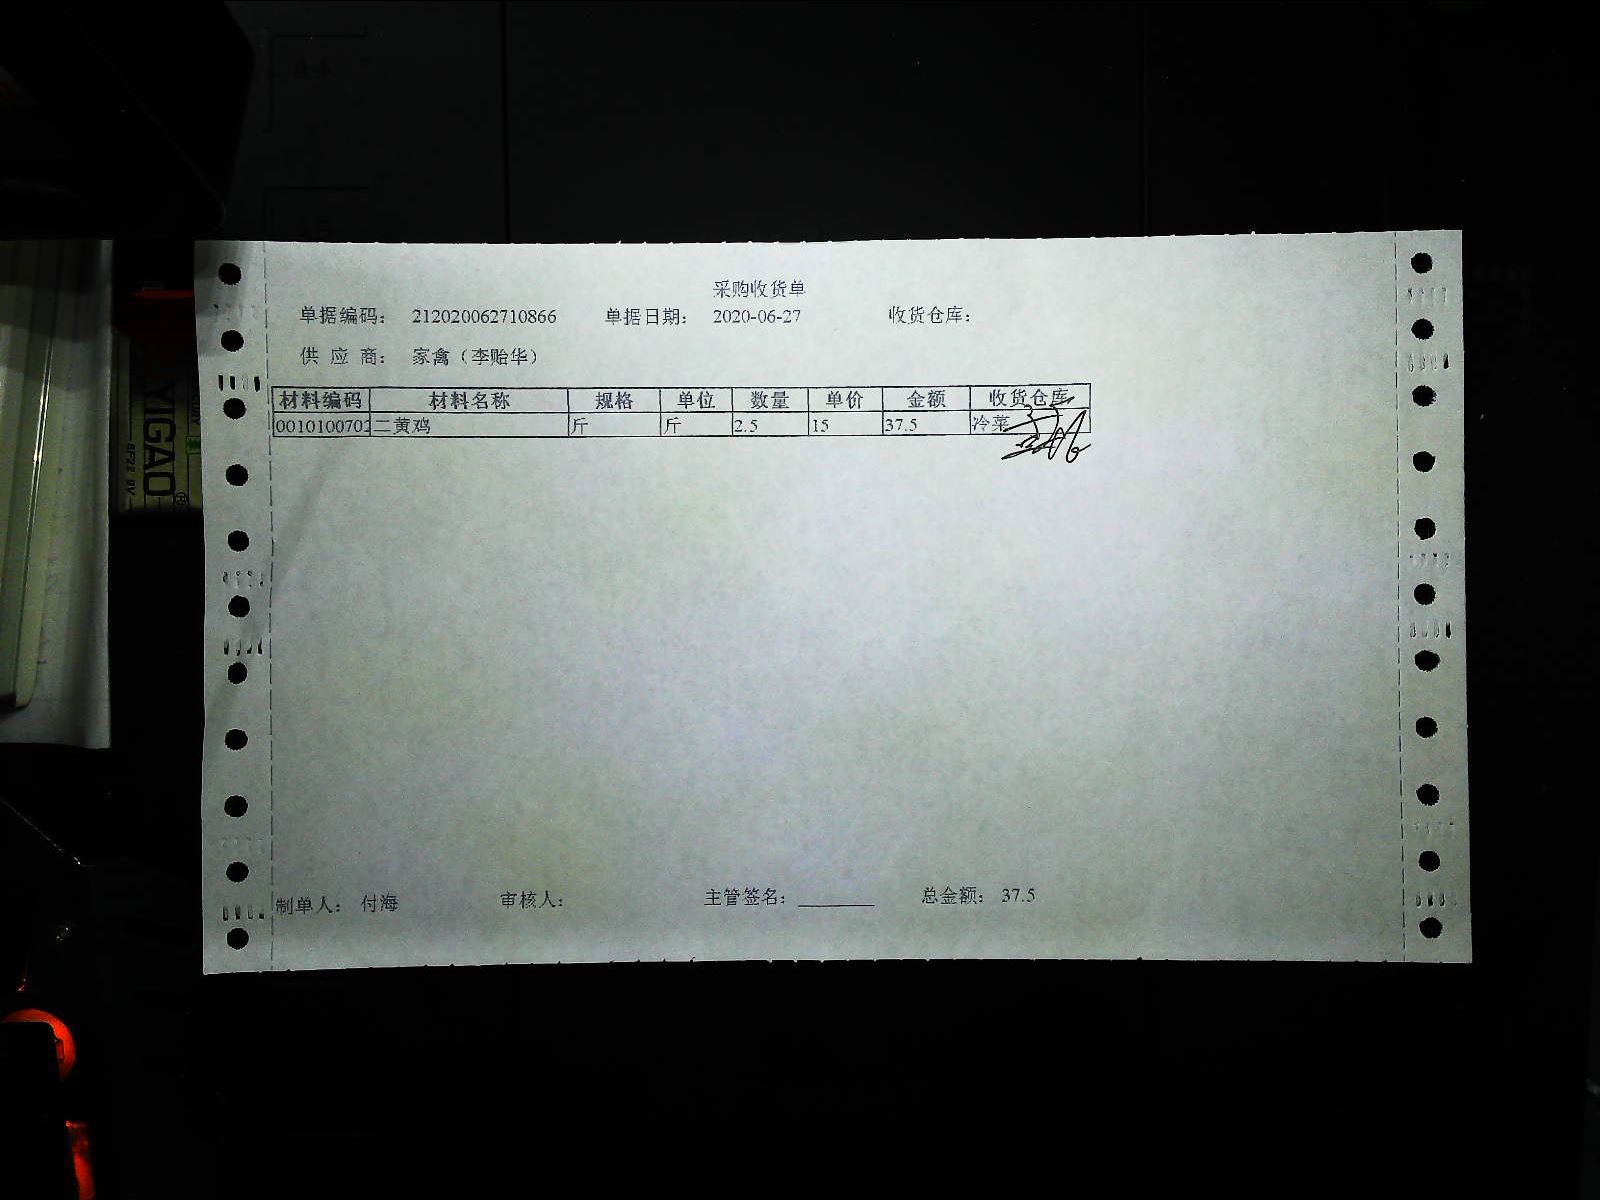 采购收货单
单据编码： 212020062710866 单据日期： 2020-06-27 收货仓库：
供 应 商： 家禽（李贻华）
材料编码 材料名称 规格 单位 数量 单价 金额 收货仓库
0010100702 二黄鸡 斤 斤 2.5 15 37.5 冷菜
制单人： 付海 审核人： 主管签名： 总金额： 37.5
YIGAO
6F22 9V